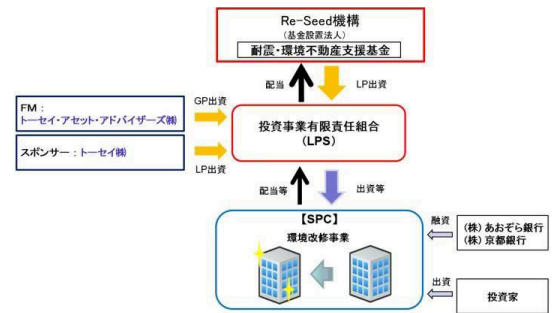 Re-Seed機構
(基金設置法人)
耐震・環境不動産支援基金
配当
LP出資
FM：
トーセイ・アセット・アドバイザーズ㈱
GP出資
投資事業有限責任組合
(LPS)
スポンサー：トーセイ㈱
LP出資
配当等
出資等
【SPC】
環境改修事業
融資
(株) あおぞら銀行
(株) 京都銀行
出資
投資家